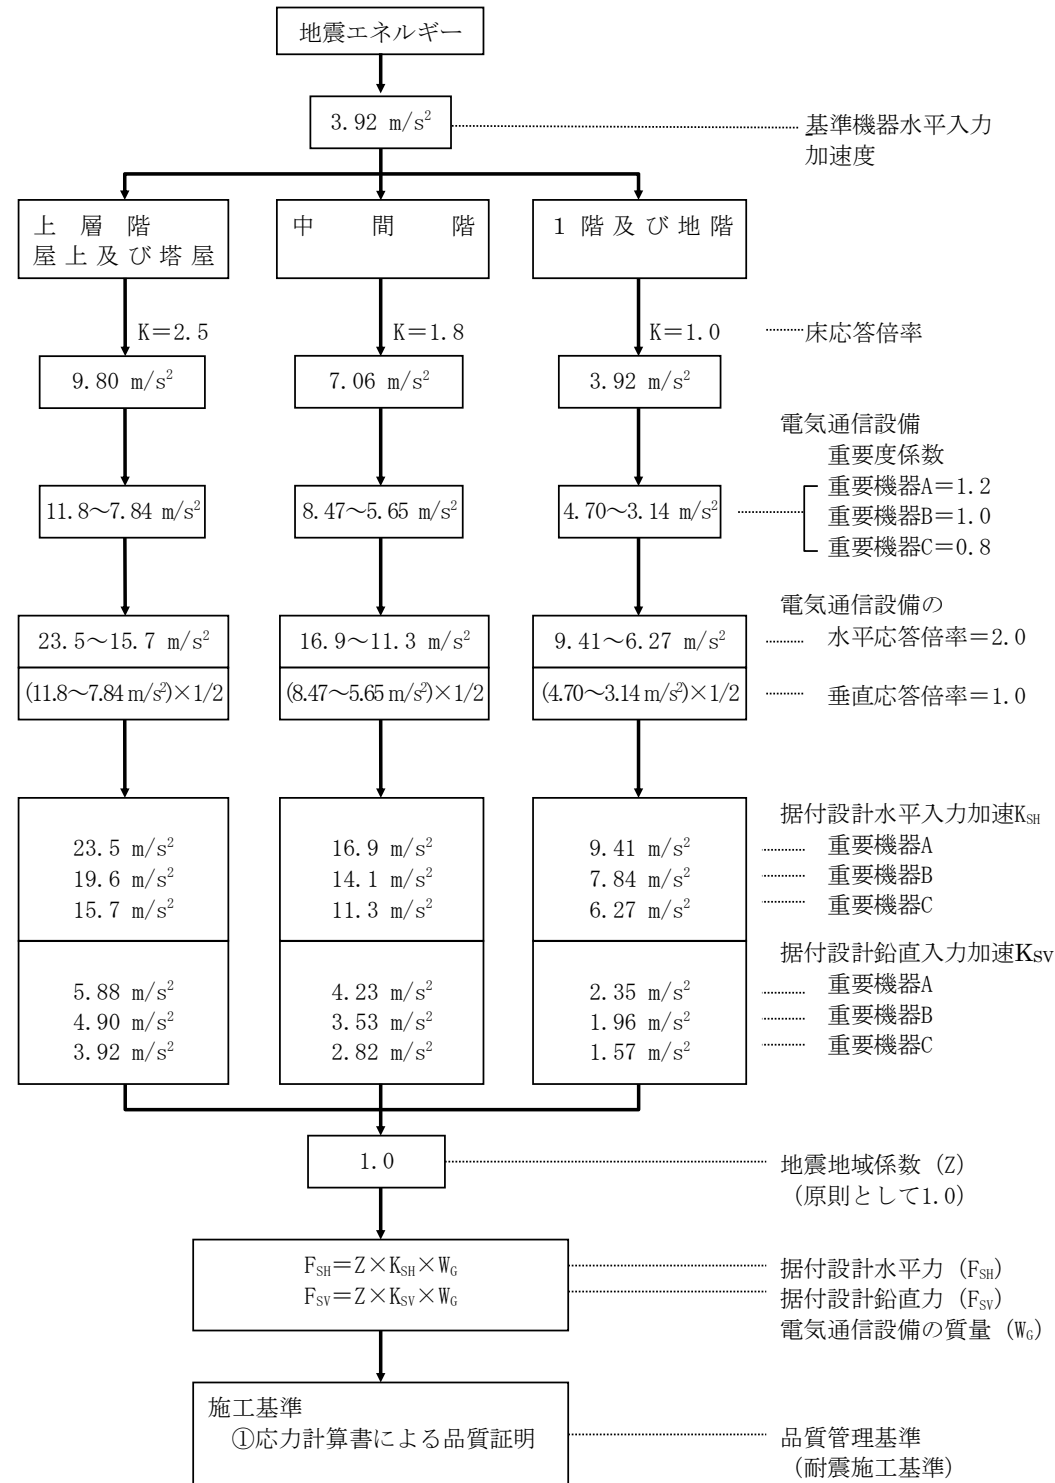 地震エネルギー
3.92 m/s²
基準機器水平入力
加速度
上層階
屋上及び塔屋
中間階
1階及び地階
K＝2.5
K＝1.8
K＝1.0
床応答倍率
9.80 m/s²
7.06 m/s²
3.92 m/s²
電気通信設備
重要度係数
重要機器A＝1.2
重要機器B＝1.0
重要機器C＝0.8
11.8～7.84 m/s²
8.47～5.65 m/s²
4.70～3.14 m/s²
電気通信設備の
水平応答倍率＝2.0
23.5～15.7 m/s²
16.9～11.3 m/s²
9.41～6.27 m/s²
(11.8～7.84 m/s²)×1/2
(8.47～5.65 m/s²)×1/2
(4.70～3.14 m/s²)×1/2
垂直応答倍率＝1.0
据付設計水平入力加速K_SH
23.5 m/s²
16.9 m/s²
9.41 m/s²
重要機器A
19.6 m/s²
14.1 m/s²
7.84 m/s²
重要機器B
15.7 m/s²
11.3 m/s²
6.27 m/s²
重要機器C
据付設計鉛直入力加速K_SV
5.88 m/s²
4.23 m/s²
2.35 m/s²
重要機器A
4.90 m/s²
3.53 m/s²
1.96 m/s²
重要機器B
3.92 m/s²
2.82 m/s²
1.57 m/s²
重要機器C
1.0
地震地域係数（Z）
（原則として1.0）
F_SH＝Z×K_SH×W_G
F_SV＝Z×K_SV×W_G
据付設計水平力（F_SH）
据付設計鉛直力（F_SV）
電気通信設備の質量（W_G）
施工基準
①応力計算書による品質証明
品質管理基準
（耐震施工基準）